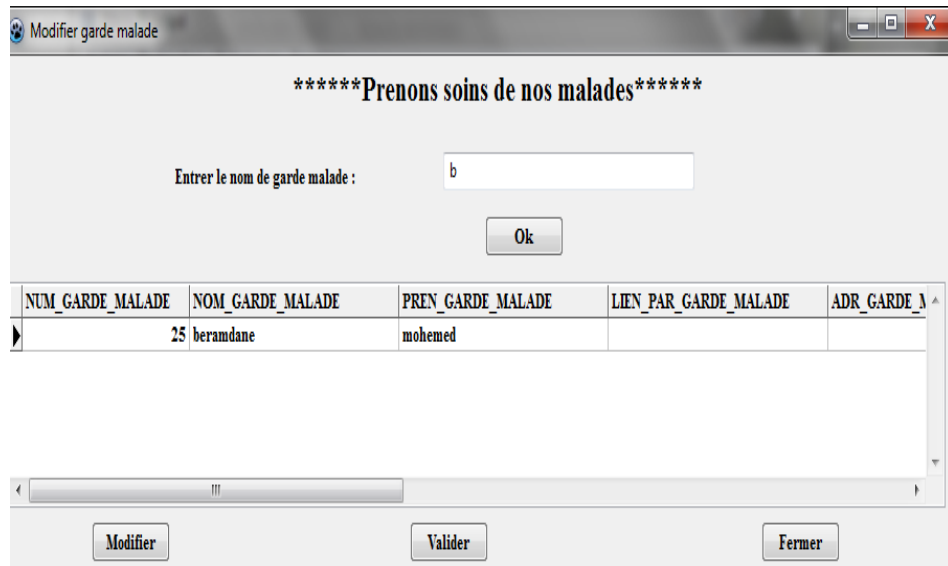 Modifier garde malade
******Prenons soins de nos malades******
Entrer le nom de garde malade : b
Ok
NUM_GARDE_MALADE NOM_GARDE_MALADE PREN_GARDE_MALADE LIEN_PAR_GARDE_MALADE ADR_GARDE_M
25 beramdane mohemed
Modifier Valider Fermer